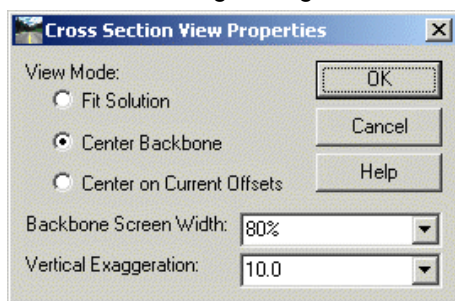 Cross Section View Properties
View Mode:
Fit Solution
Center Backbone
Center on Current Offsets
OK
Cancel
Help
Backbone Screen Width: 80%
Vertical Exaggeration: 10.0